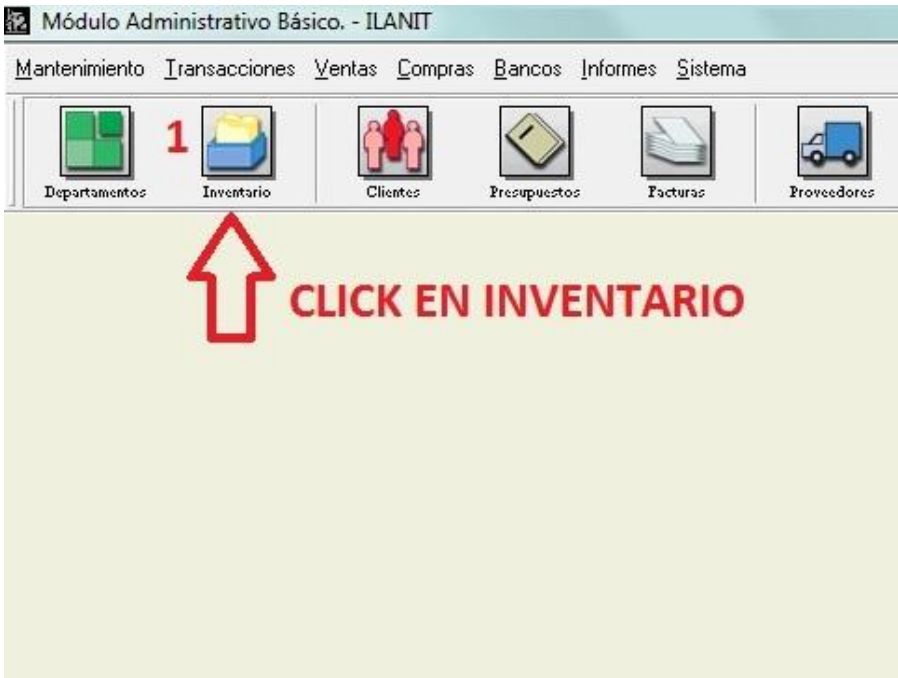 Módulo Administrativo Básico. - ILANIT
Mantenimiento Transacciones Ventas Compras Bancos Informes Sistema
1
Departamentos Inventario Clientes Presupuestos Facturas Proveedores
CLICK EN INVENTARIO